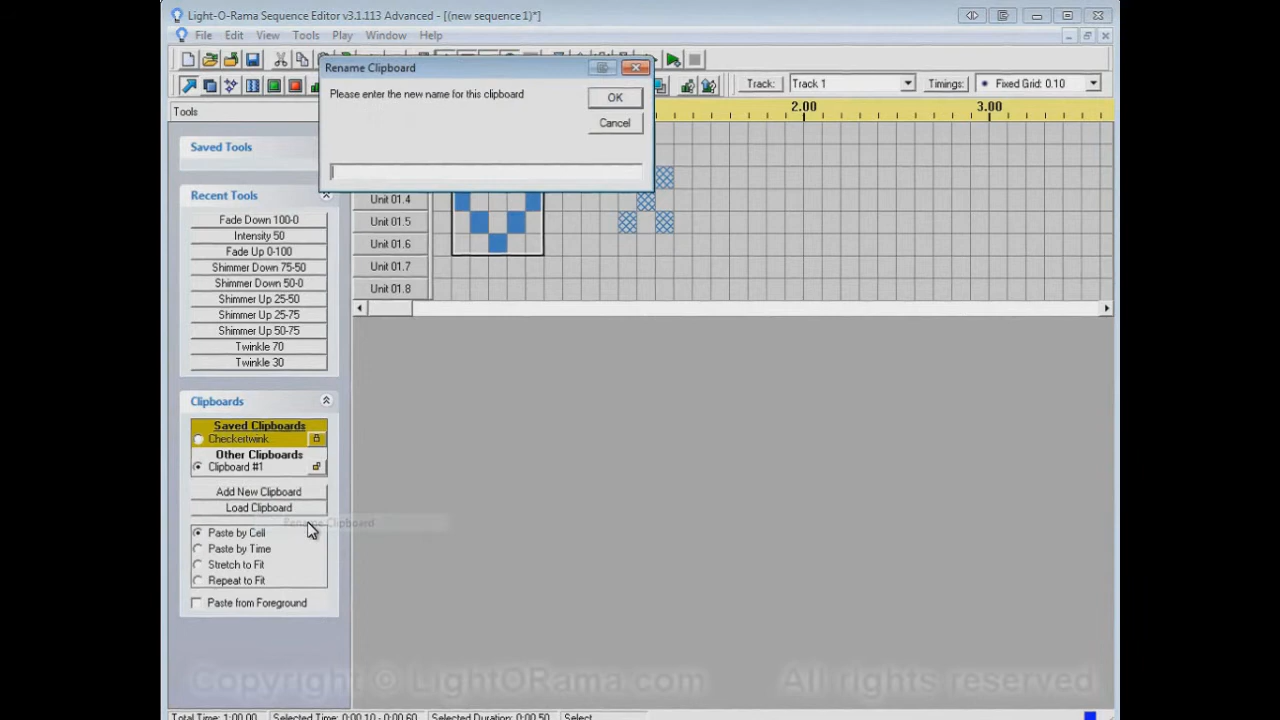 Light-O-Rama Sequence Editor v3.1.113 Advanced - [(new sequence 1)*]
File Edit View Insert Tools Play Window Help
Rename Clipboard
Please enter the new name for this clipboard
OK
Cancel
Track: Track 1 Timings: Fixed Grid: 0.10
Tools
2.00 3.00
Saved Tools
Recent Tools
Fade Down 100-0
Intensity 50
Fade Up 0-100
Shimmer Down 75-50
Shimmer Down 50-0
Shimmer Up 25-50
Shimmer Up 25-75
Shimmer Up 50-75
Twinkle 70
Twinkle 30
Unit 01.4
Unit 01.5
Unit 01.6
Unit 01.7
Unit 01.8
Clipboards
Saved Clipboards
Checkertwink
Other Clipboards
Clipboard #1
Add New Clipboard
Load Clipboard
Rename Clipboard
Paste by Cell
Paste by Time
Stretch to Fit
Repeat to Fit
Paste from Foreground
Copyright © LightORama.com All rights reserved
Total Time: 1:00.00 Selected Time: 0:00.10 - 0:00.60 Selected Duration: 0:00.50 Select